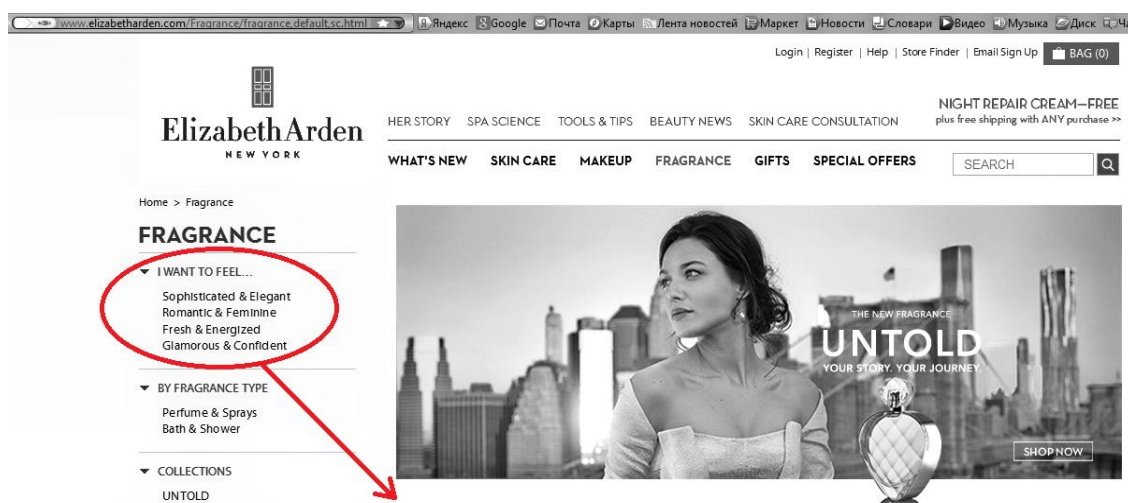 www.elizabetharden.com/Fragrance/fragrance,default,sc.html
Яндекс Google Почта Карты Лента новостей Маркет Новости Словари Видео Музыка Диск
Login | Register | Help | Store Finder | Email Sign Up BAG (0)
Elizabeth Arden
NEW YORK
NIGHT REPAIR CREAM—FREE
plus free shipping with ANY purchase >>
HER STORY SPA SCIENCE TOOLS & TIPS BEAUTY NEWS SKIN CARE CONSULTATION
WHAT'S NEW SKIN CARE MAKEUP FRAGRANCE GIFTS SPECIAL OFFERS
SEARCH
Home > Fragrance
FRAGRANCE
I WANT TO FEEL...
Sophisticated & Elegant
Romantic & Feminine
Fresh & Energized
Glamorous & Confident
BY FRAGRANCE TYPE
Perfume & Sprays
Bath & Shower
COLLECTIONS
UNTOLD
THE NEW FRAGRANCE
UNTOLD
YOUR STORY. YOUR JOURNEY.
SHOP NOW